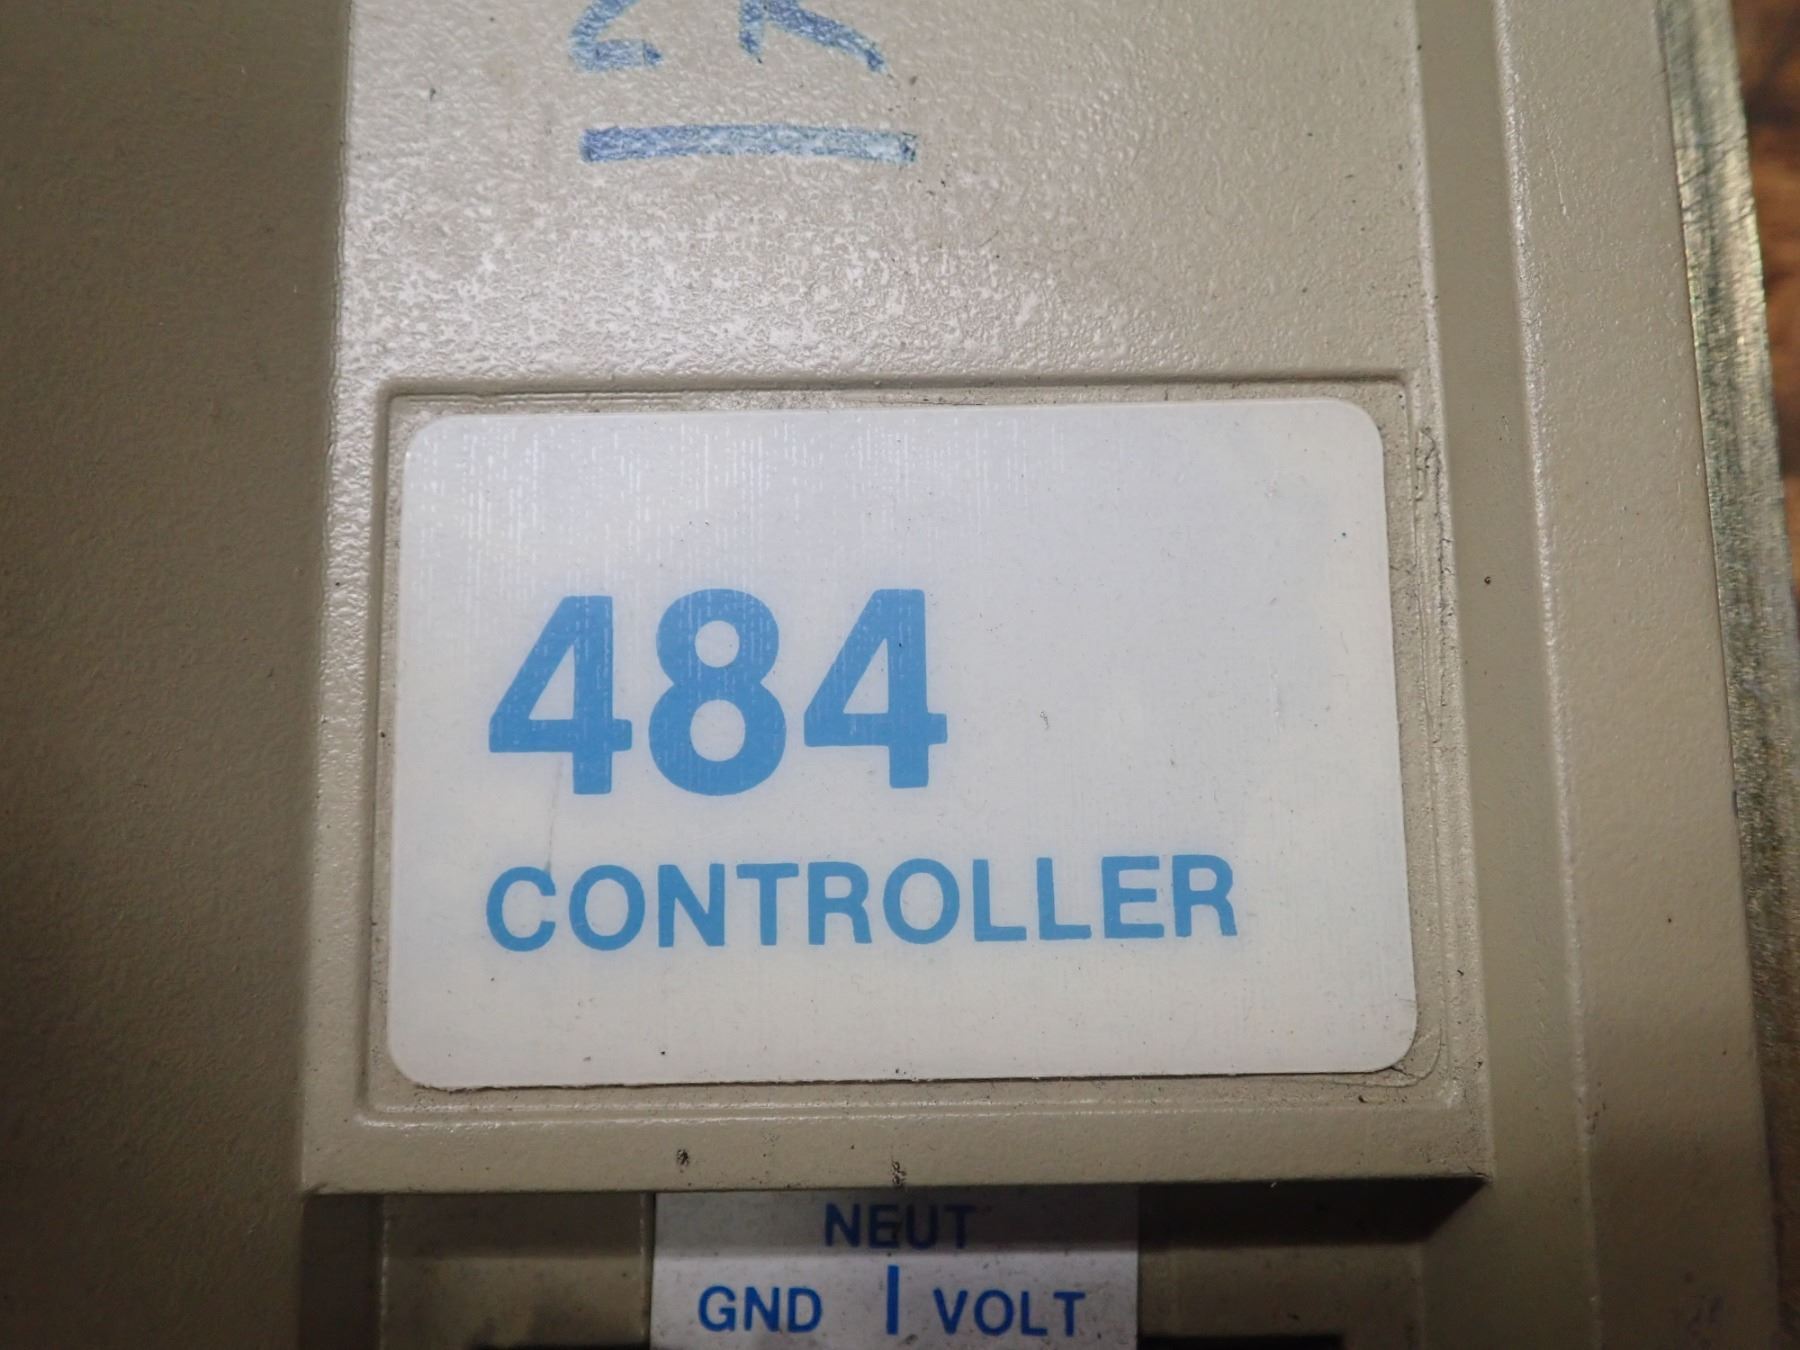 484
CONTROLLER
NEUT
GND | VOLT